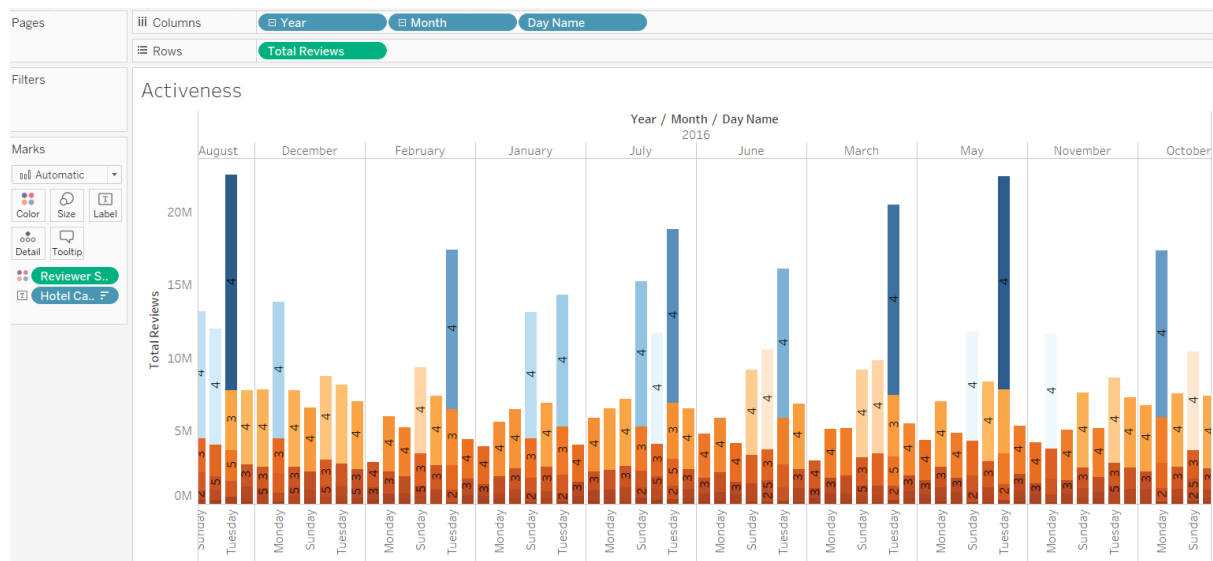 Pages
Columns
Year
Month
Day Name
Rows
Total Reviews
Filters
Marks
Automatic
Color
Size
Label
Detail
Tooltip
Reviewer S..
Hotel Ca..
Activeness
Year / Month / Day Name
2016
August December February January July June March May November October
Total Reviews
20M
15M
10M
5M
0M
Sunday Tuesday Monday Sunday Tuesday Monday Sunday Tuesday Monday Sunday Tuesday Monday Sunday Tuesday Monday Sunday Tuesday Monday Sunday Tuesday Monday Sunday Tuesday Monday Sunday Tuesday Monday Sunday